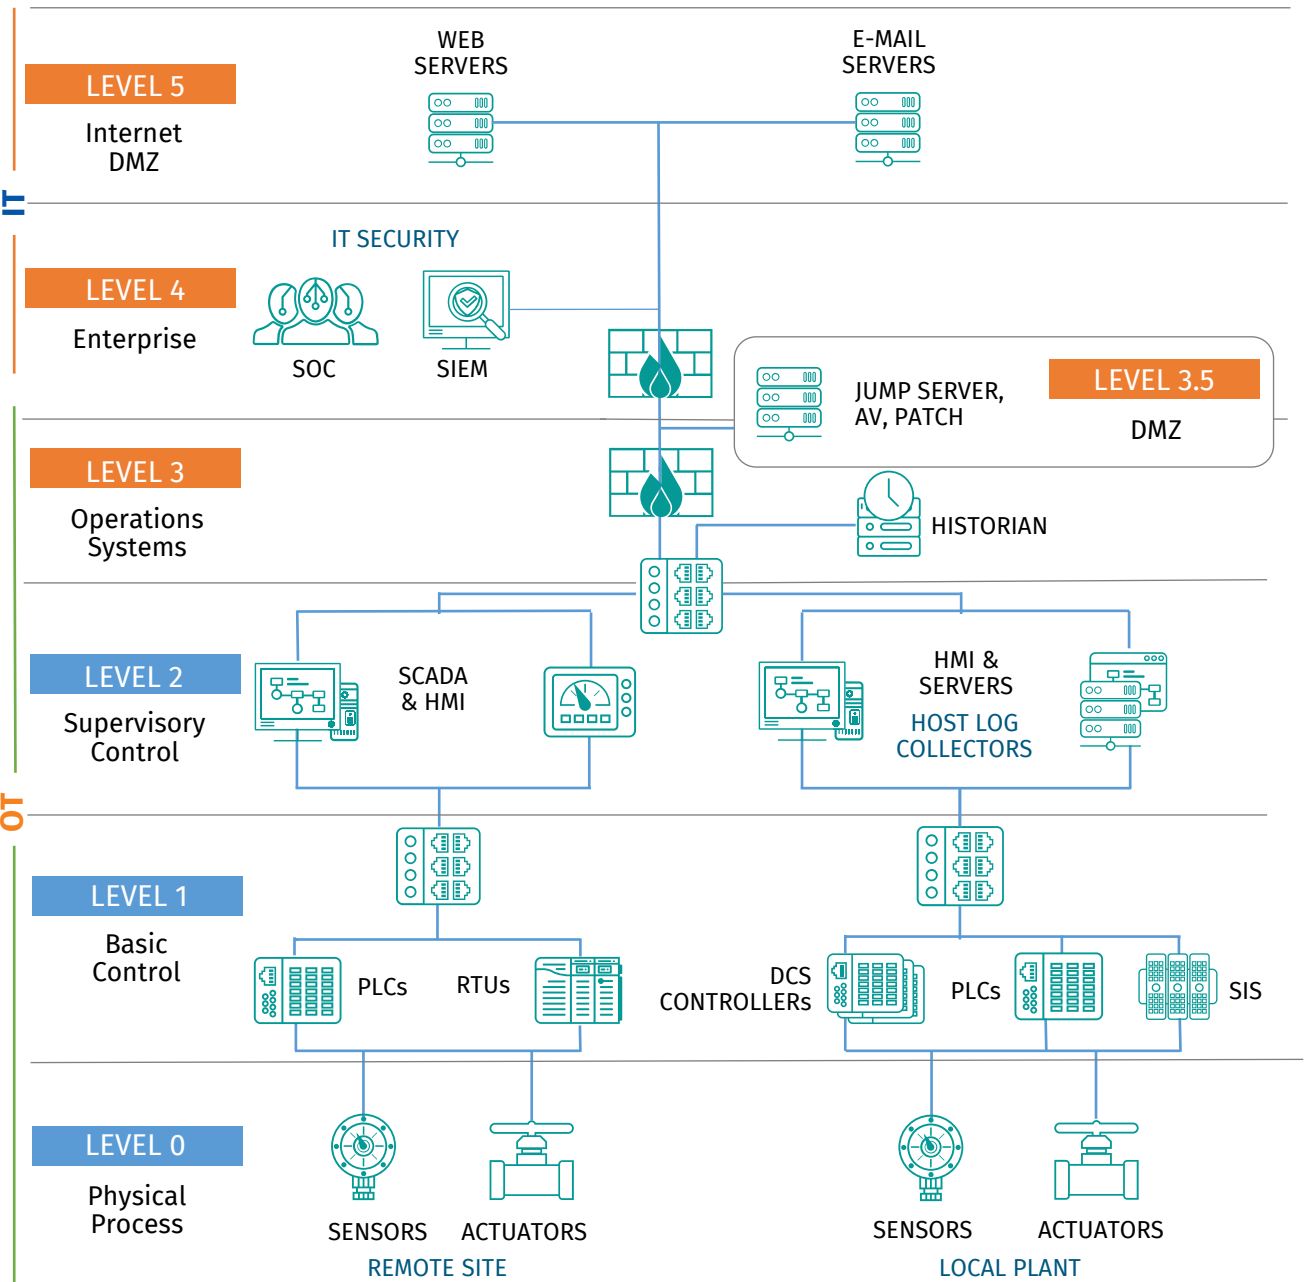 WEB
SERVERS
E-MAIL
SERVERS
LEVEL 5
Internet
DMZ
IT
IT SECURITY
LEVEL 4
Enterprise
SOC
SIEM
JUMP SERVER,
AV, PATCH
LEVEL 3.5
DMZ
LEVEL 3
Operations
Systems
HISTORIAN
LEVEL 2
Supervisory
Control
SCADA
& HMI
HMI &
SERVERS
HOST LOG
COLLECTORS
OT
LEVEL 1
Basic
Control
PLCs
RTUs
DCS
CONTROLLERs
PLCs
SIS
LEVEL 0
Physical
Process
SENSORS
ACTUATORS
REMOTE SITE
SENSORS
ACTUATORS
LOCAL PLANT